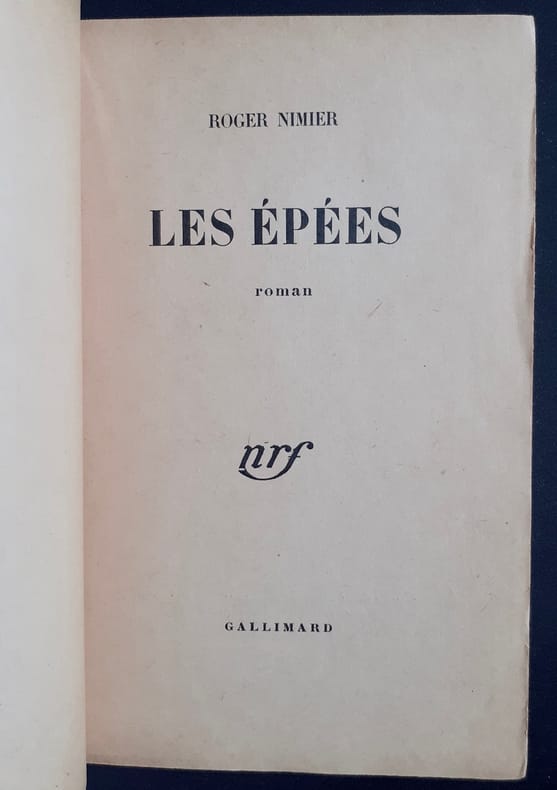 ROGER NIMIER
LES ÉPÉES
roman
nrf
GALLIMARD